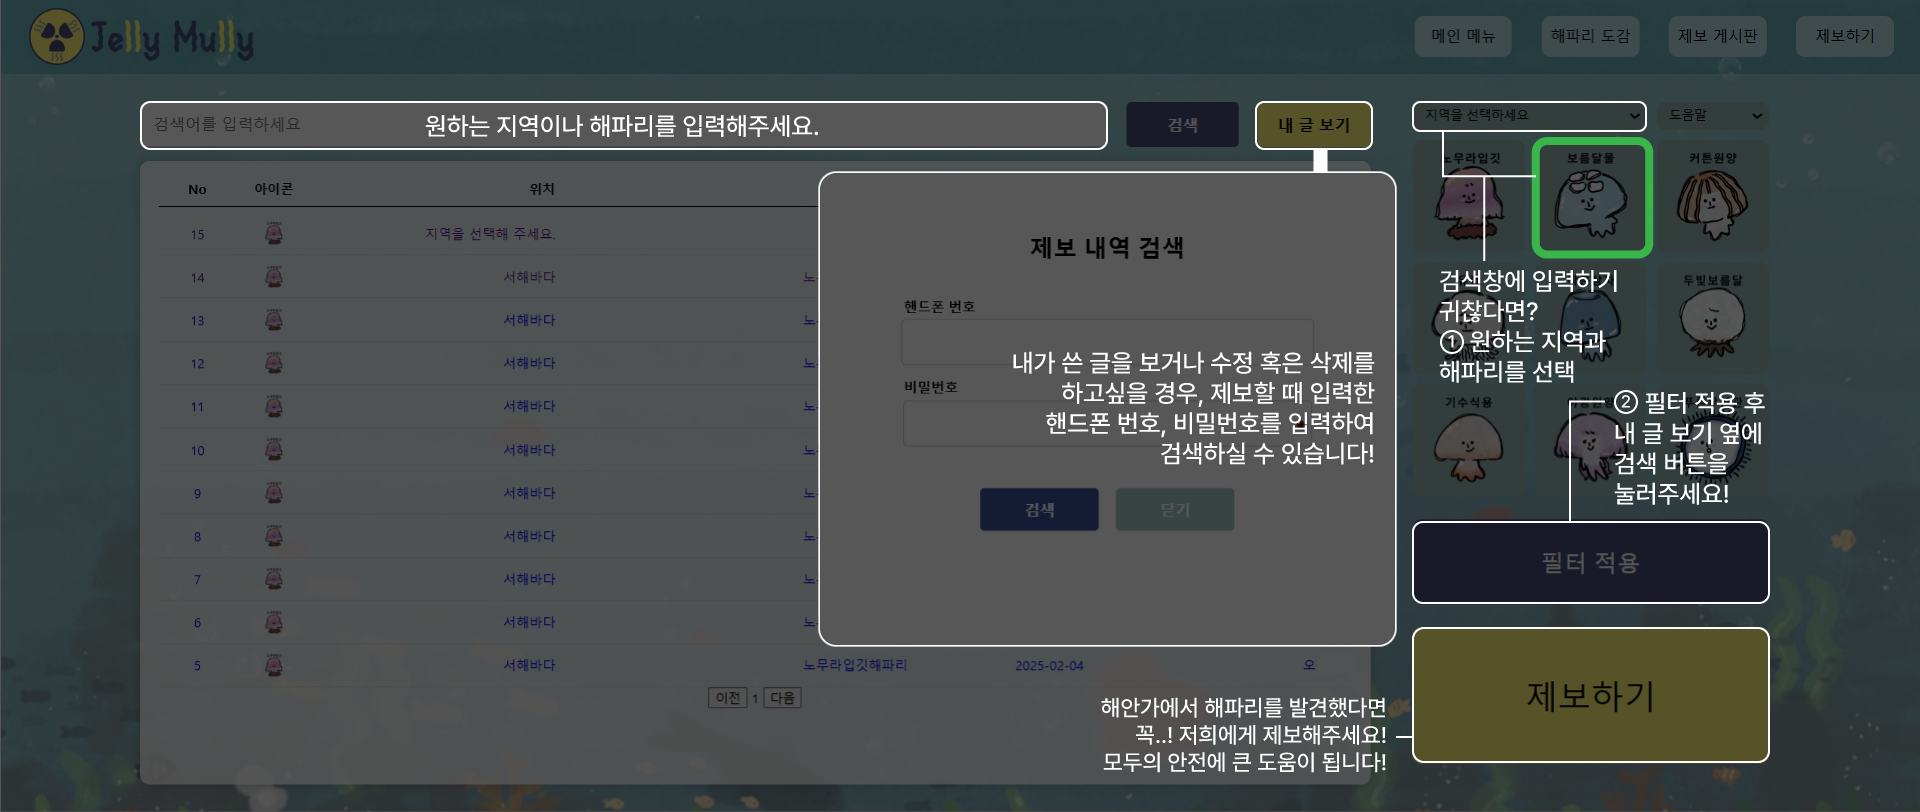 Jelly Mully
메인 메뉴
해파리 도감
제보 게시판
제보하기
검색어를 입력하세요
원하는 지역이나 해파리를 입력해주세요.
검색
내 글 보기
지역을 선택하세요
도움말
No
아이콘
위치
15
지역을 선택해 주세요.
14
서해바다
노
13
서해바다
노
12
서해바다
노
11
서해바다
노
10
서해바다
노
9
서해바다
노
8
서해바다
노
7
서해바다
노
6
서해바다
노
5
서해바다
노무라입깃해파리
2025-02-04
오
이전
1
다음
제보 내역 검색
핸드폰 번호
비밀번호
내가 쓴 글을 보거나 수정 혹은 삭제를
하고싶을 경우, 제보할 때 입력한
핸드폰 번호, 비밀번호를 입력하여
검색하실 수 있습니다!
검색
닫기
노무라입깃
보름달물
커튼원양
두빛보름달
기수식용
검색창에 입력하기
귀찮다면?
① 원하는 지역과
해파리를 선택
② 필터 적용 후
내 글 보기 옆에
검색 버튼을
눌러주세요!
필터 적용
제보하기
해안가에서 해파리를 발견했다면
꼭..! 저희에게 제보해주세요!
모두의 안전에 큰 도움이 됩니다!